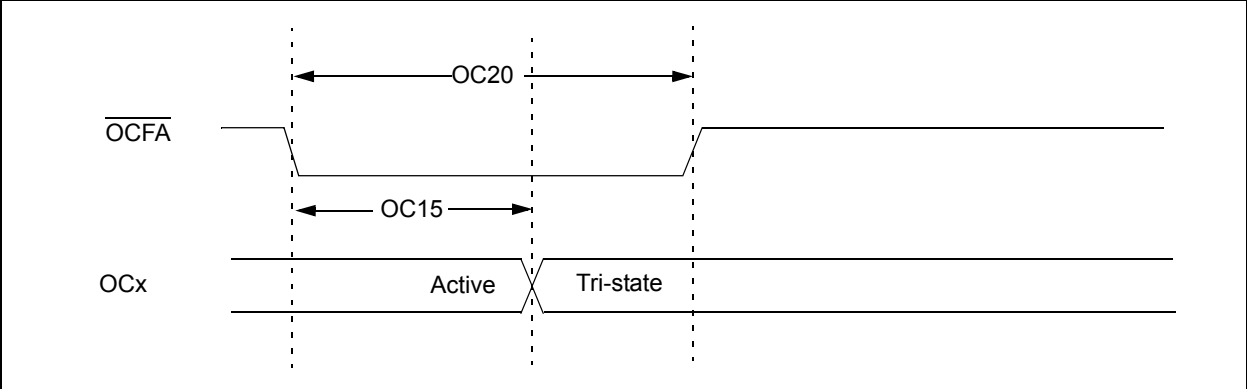 OC20
OCFA
OC15
OCx
Active
Tri-state